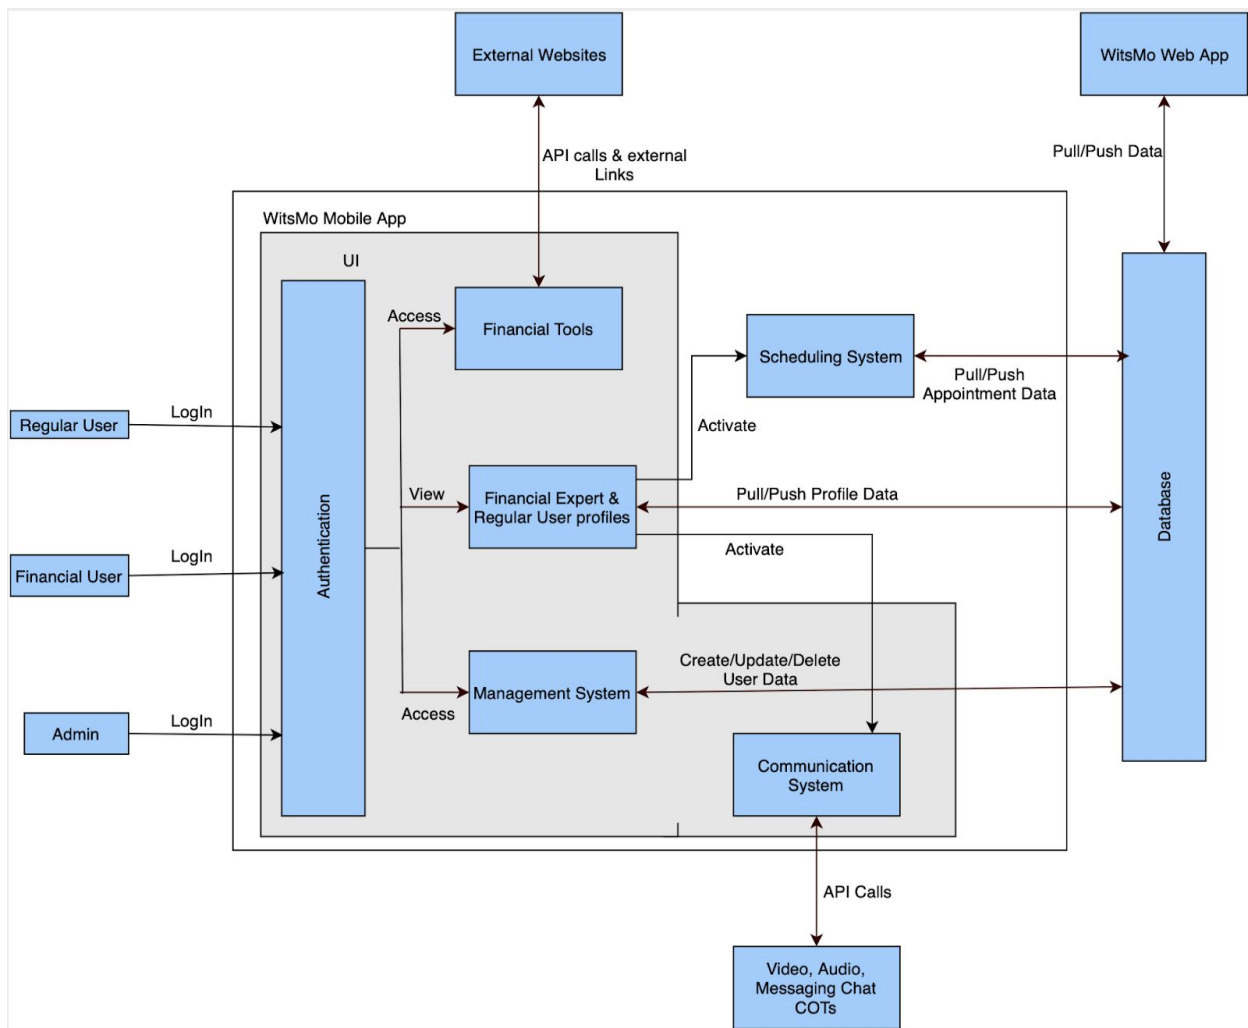 External Websites
WitsMo Web App
API calls & external
Links
Pull/Push Data
WitsMo Mobile App
UI
Access
Financial Tools
Scheduling System
Pull/Push
Appointment Data
LogIn
Regular User
Activate
View
Financial Expert &
Regular User profiles
Pull/Push Profile Data
Database
Authentication
LogIn
Financial User
Activate
Create/Update/Delete
User Data
Management System
Access
LogIn
Admin
Communication
System
API Calls
Video, Audio,
Messaging Chat
COTs